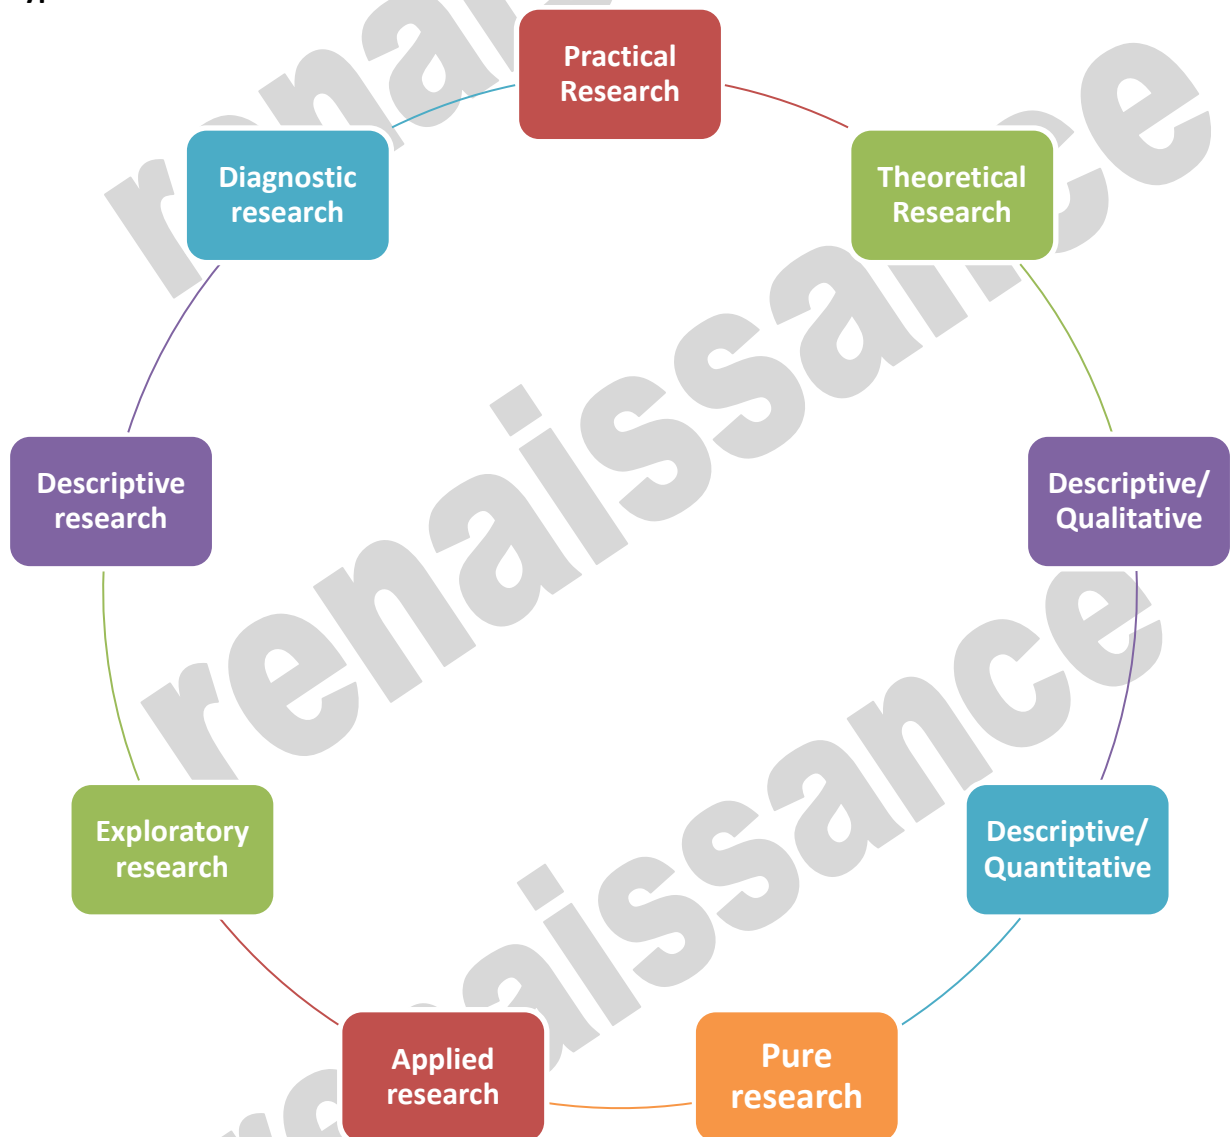 Practical
Research
Theoretical
Research
Descriptive/
Qualitative
Descriptive/
Quantitative
Pure
research
Applied
research
Exploratory
research
Descriptive
research
Diagnostic
research
renaissance
renaissance